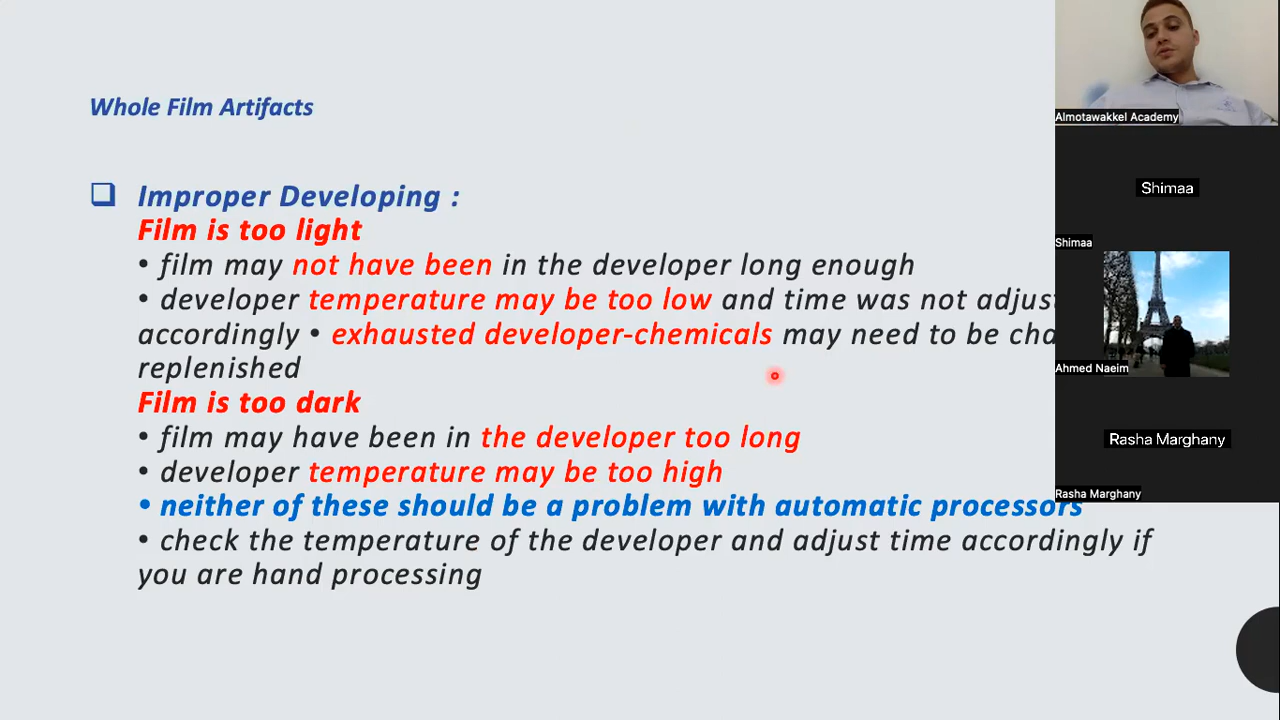 Whole Film Artifacts
Improper Developing :
Film is too light
• film may not have been in the developer long enough
• developer temperature may be too low and time was not
accordingly • exhausted developer-chemicals may need to be
replenished
Film is too dark
• film may have been in the developer too long
• developer temperature may be too high
• neither of these should be a problem with automatic processors
• check the temperature of the developer and adjust time accordingly if
you are hand processing
Almotawakkel Academy
Shimaa
Shimaa
Ahmed Naeim
Rasha Marghany
Rasha Marghany